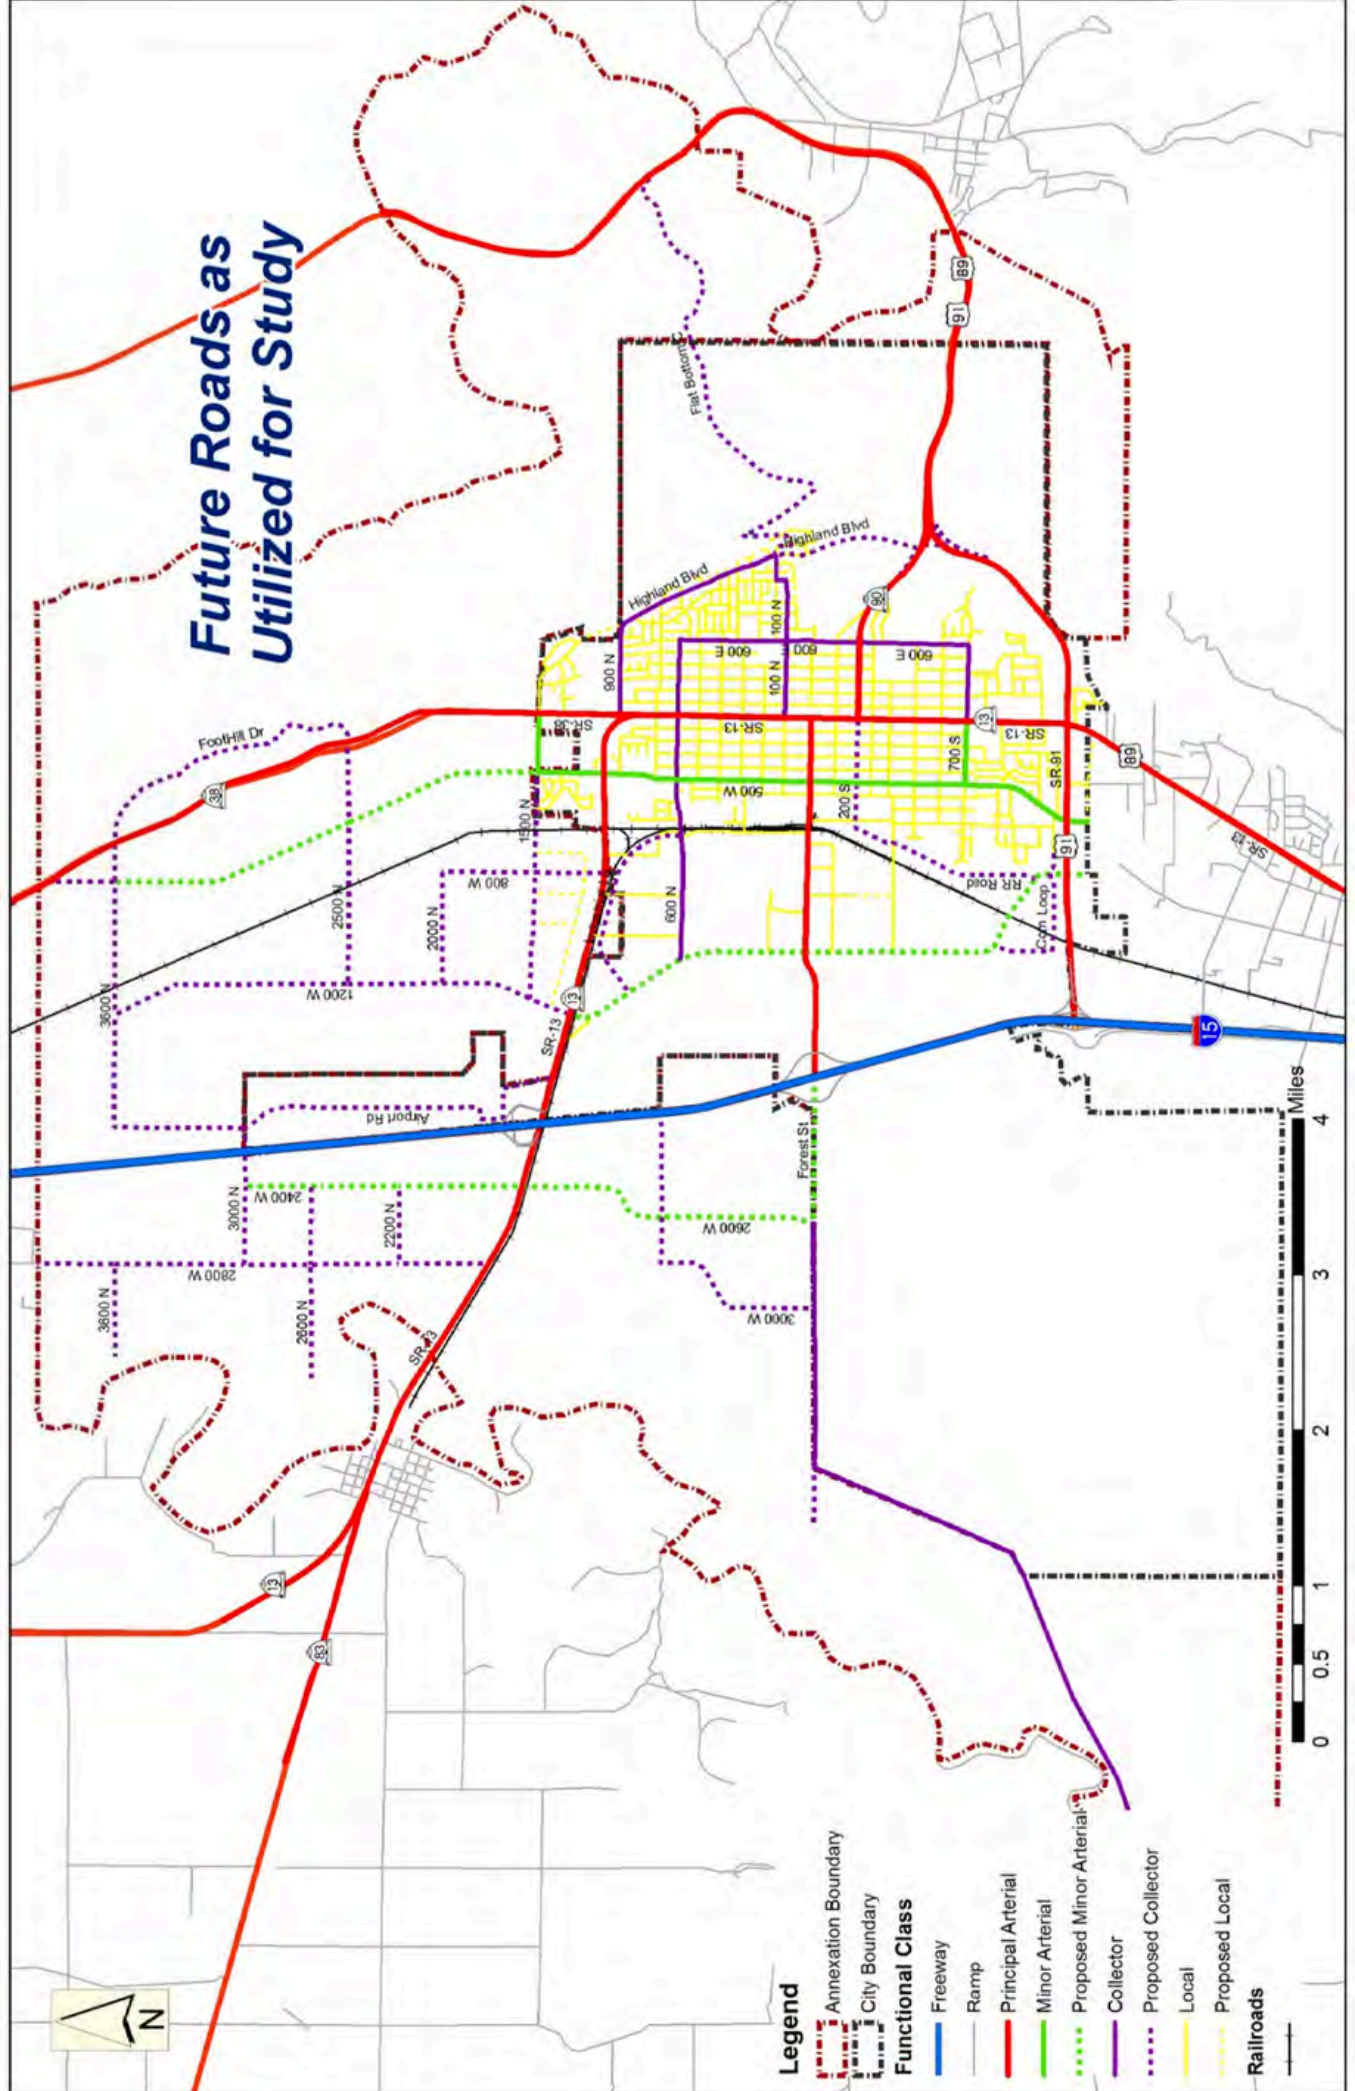 Future Roads as
Utilized for Study
N
38
FootHill Dr
3600 N
2500 N
2000 N
800 W
1500 N
1200 W
3600 N
Airport Rd
3000 N
2400 W
2200 N
2800 W
3600 N
2600 N
SR-13
13
83
SR-13
13
SR-38
900 N
Highland Blvd
Highland Blvd
Flat Bottom C
600 E
600 E
600 E
100 N
100 N
SR-13
SR-13
SR-13
13
90
500 W
600 N
200 S
700 S
SR-91
91
RR Road
Com Loop
91
89
89
SR-13
15
Forest St
2600 W
3000 W
Legend
Annexation Boundary
City Boundary
Functional Class
Freeway
Ramp
Principal Arterial
Minor Arterial
Proposed Minor Arterial
Collector
Proposed Collector
Local
Proposed Local
Railroads
0 0.5 1 2 3 4
Miles